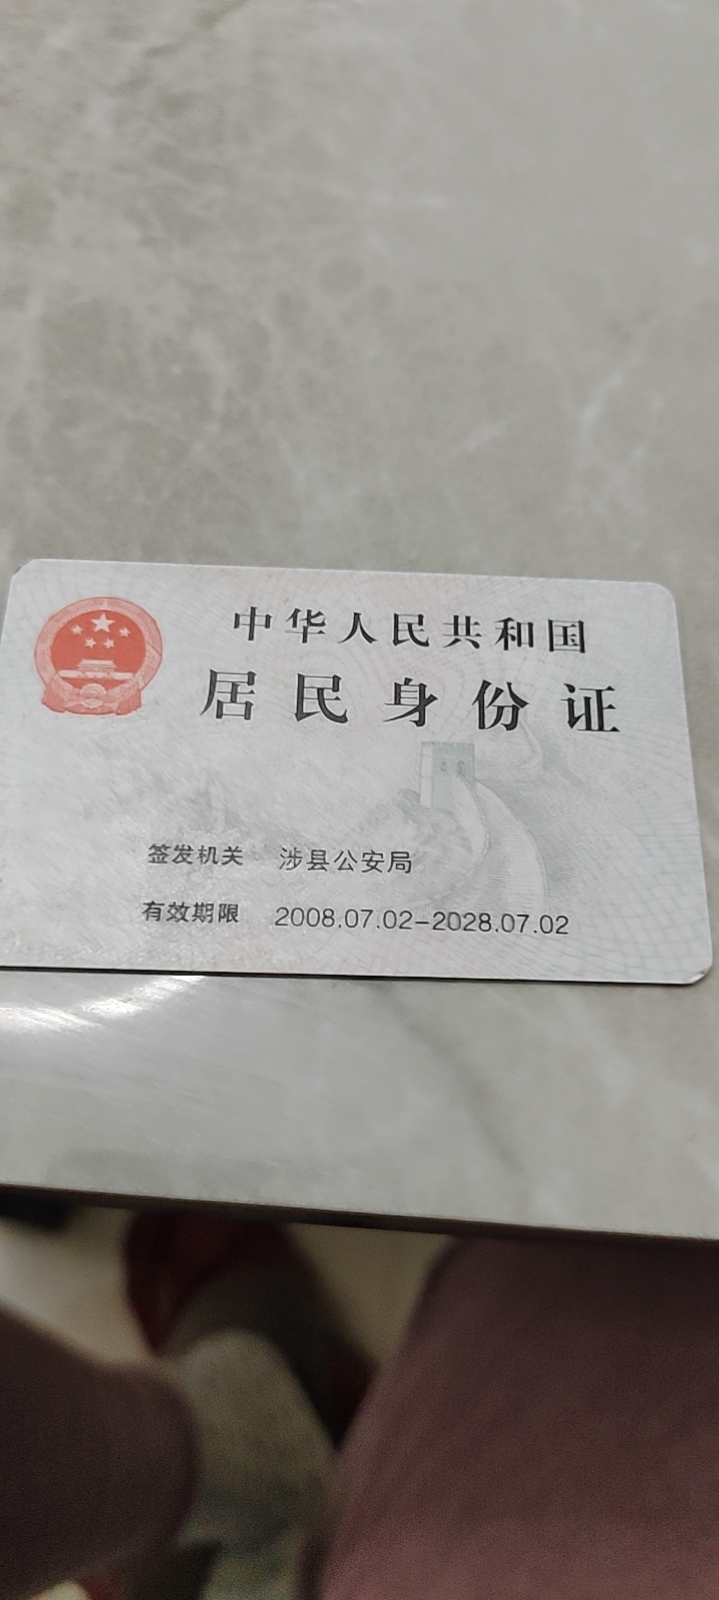 中华人民共和国
居民身份证
签发机关 涉县公安局
有效期限 2008.07.02-2028.07.02